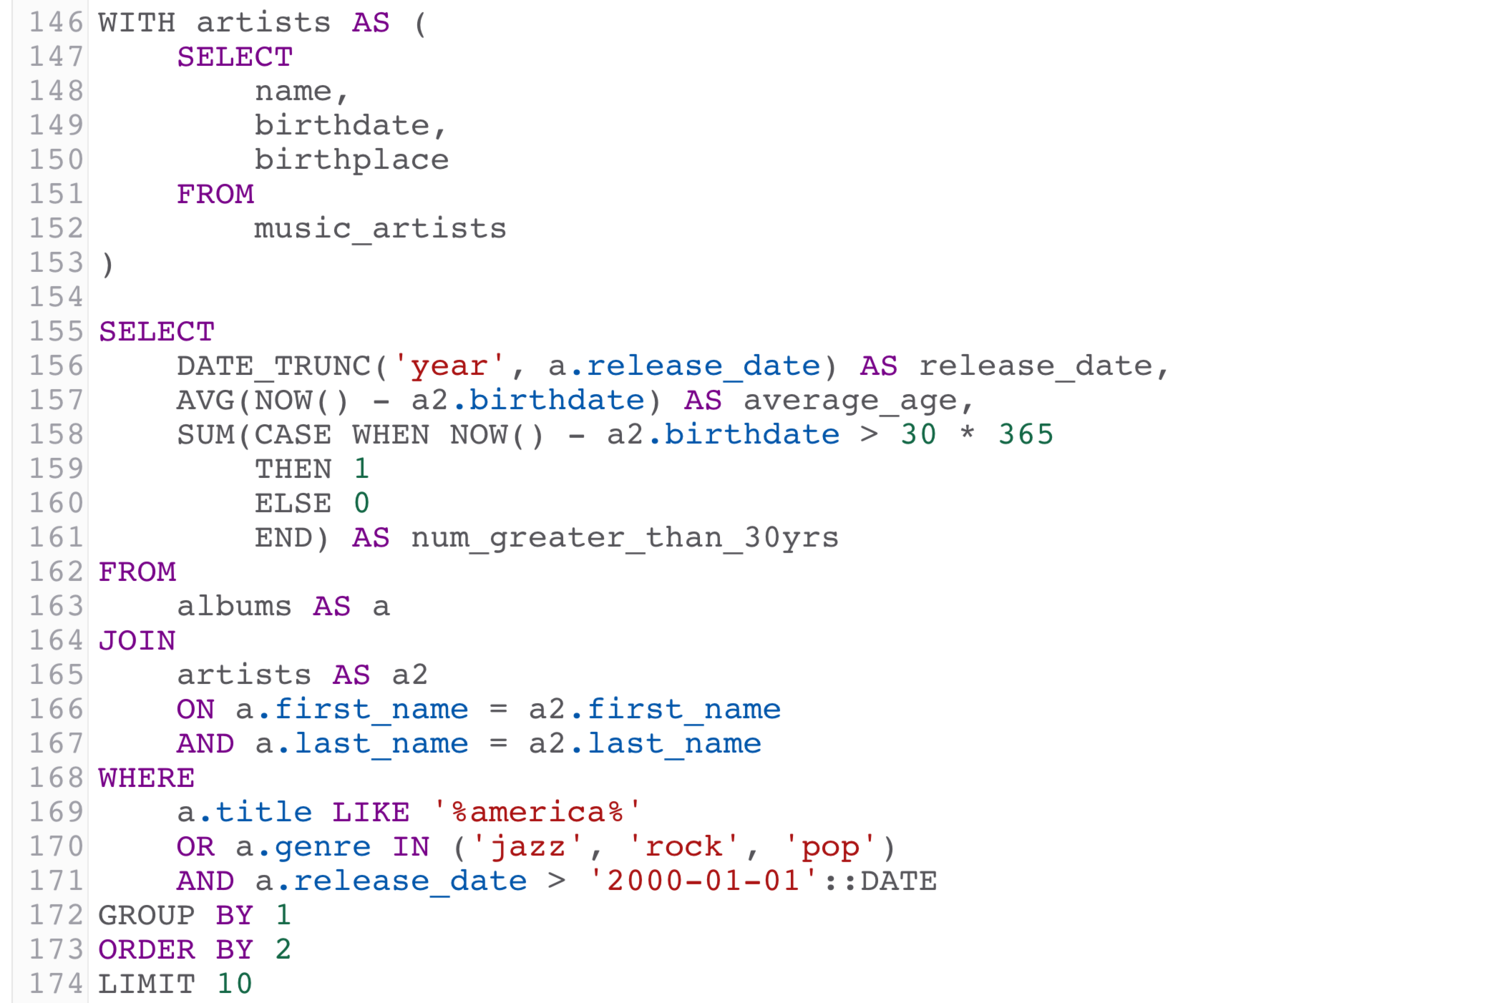 146 WITH artists AS (
147     SELECT
148         name,
149         birthdate,
150         birthplace
151     FROM
152         music_artists
153 )
154
155 SELECT
156     DATE_TRUNC('year', a.release_date) AS release_date,
157     AVG(NOW() - a2.birthdate) AS average_age,
158     SUM(CASE WHEN NOW() - a2.birthdate > 30 * 365
159         THEN 1
160         ELSE 0
161         END) AS num_greater_than_30yrs
162 FROM
163     albums AS a
164 JOIN
165     artists AS a2
166     ON a.first_name = a2.first_name
167     AND a.last_name = a2.last_name
168 WHERE
169     a.title LIKE '%america%'
170     OR a.genre IN ('jazz', 'rock', 'pop')
171     AND a.release_date > '2000-01-01'::DATE
172 GROUP BY 1
173 ORDER BY 2
174 LIMIT 10